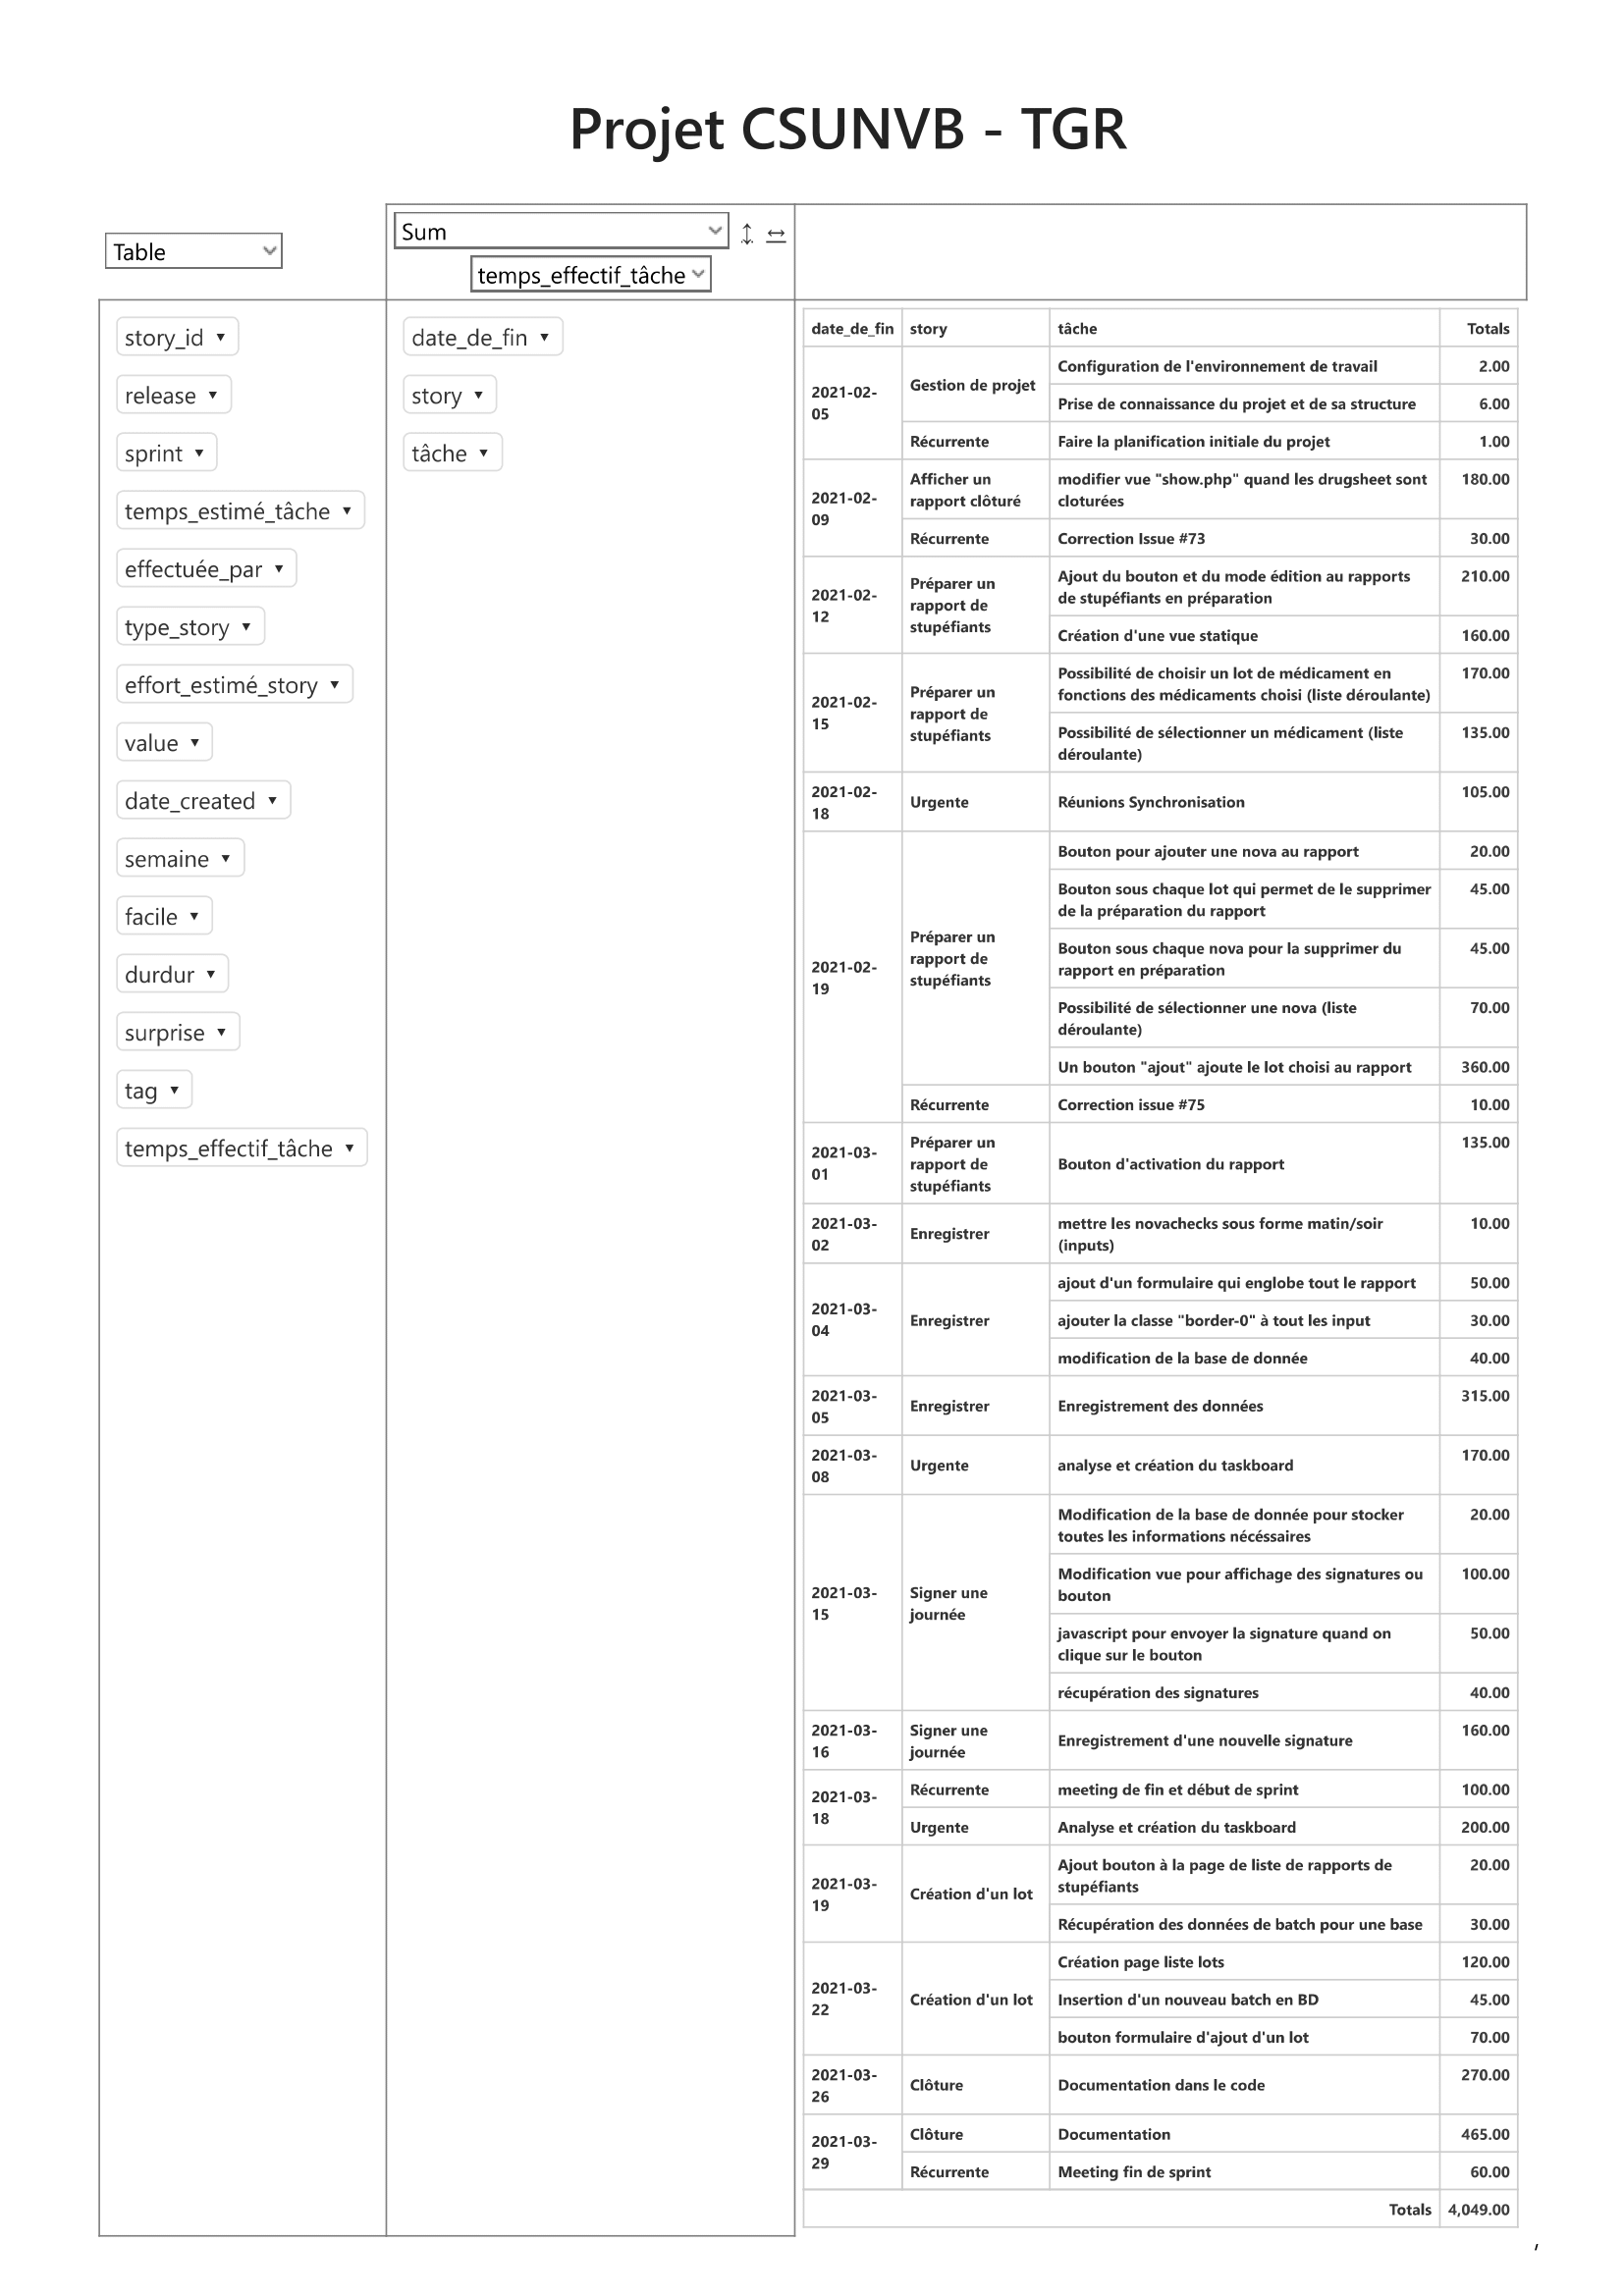 Projet CSUNVB - TGR
Table
Sum ↕ ↔
temps_effectif_tâche
story_id ▼
release ▼
sprint ▼
temps_estimé_tâche ▼
effectuée_par ▼
type_story ▼
effort_estimé_story ▼
value ▼
date_created ▼
semaine ▼
facile ▼
durdur ▼
surprise ▼
tag ▼
temps_effectif_tâche ▼
date_de_fin ▼
story ▼
tâche ▼
date_de_fin story tâche Totals
2021-02-
05
Gestion de projet
Configuration de l'environnement de travail 2.00
Prise de connaissance du projet et de sa structure 6.00
Récurrente Faire la planification initiale du projet 1.00
2021-02-
09
Afficher un
rapport clôturé
modifier vue "show.php" quand les drugsheet sont 180.00
cloturées
Récurrente Correction Issue #73 30.00
2021-02-
12
Préparer un
rapport de
stupéfiants
Ajout du bouton et du mode édition au rapports 210.00
de stupéfiants en préparation
Création d'une vue statique 160.00
2021-02-
15
Préparer un
rapport de
stupéfiants
Possibilité de choisir un lot de médicament en 170.00
fonctions des médicaments choisi (liste déroulante)
Possibilité de sélectionner un médicament (liste 135.00
déroulante)
2021-02-
18
Urgente Réunions Synchronisation 105.00
2021-02-
19
Préparer un
rapport de
stupéfiants
Bouton pour ajouter une nova au rapport 20.00
Bouton sous chaque lot qui permet de le supprimer 45.00
de la préparation du rapport
Bouton sous chaque nova pour la supprimer du 45.00
rapport en préparation
Possibilité de sélectionner une nova (liste 70.00
déroulante)
Un bouton "ajout" ajoute le lot choisi au rapport 360.00
Récurrente Correction issue #75 10.00
2021-03-
01
Préparer un
rapport de
stupéfiants
Bouton d'activation du rapport 135.00
2021-03-
02
Enregistrer
mettre les novachecks sous forme matin/soir 10.00
(inputs)
2021-03-
04
Enregistrer
ajout d'un formulaire qui englobe tout le rapport 50.00
ajouter la classe "border-0" à tout les input 30.00
modification de la base de donnée 40.00
2021-03-
05
Enregistrer Enregistrement des données 315.00
2021-03-
08
Urgente analyse et création du taskboard 170.00
2021-03-
15
Signer une
journée
Modification de la base de donnée pour stocker 20.00
toutes les informations nécéssaires
Modification vue pour affichage des signatures ou 100.00
bouton
javascript pour envoyer la signature quand on 50.00
clique sur le bouton
récupération des signatures 40.00
2021-03-
16
Signer une
journée
Enregistrement d'une nouvelle signature 160.00
2021-03-
18
Récurrente meeting de fin et début de sprint 100.00
Urgente Analyse et création du taskboard 200.00
2021-03-
19
Création d'un lot
Ajout bouton à la page de liste de rapports de 20.00
stupéfiants
Récupération des données de batch pour une base 30.00
2021-03-
22
Création d'un lot
Création page liste lots 120.00
Insertion d'un nouveau batch en BD 45.00
bouton formulaire d'ajout d'un lot 70.00
2021-03-
26
Clôture Documentation dans le code 270.00
2021-03-
29
Clôture Documentation 465.00
Récurrente Meeting fin de sprint 60.00
Totals 4,049.00
,